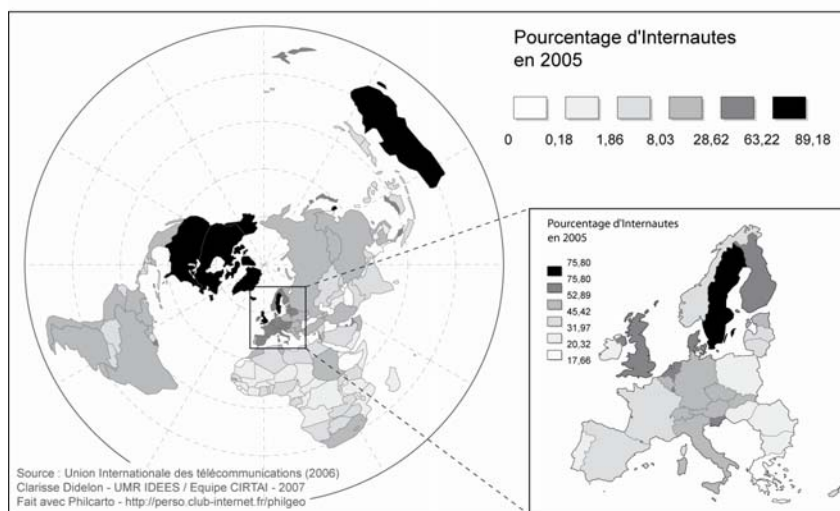 Pourcentage d'Internautes
en 2005
0 0,18 1,86 8,03 28,62 63,22 89,18
Pourcentage d'Internautes
en 2005
75,80
75,80
52,89
45,42
31,97
20,32
17,66
Source : Union Internationale des télécommunications (2006)
Clarisse Didelon - UMR IDEES / Equipe CIRTAI - 2007
Fait avec Philcarto - http://perso.club-internet.fr/philgeo